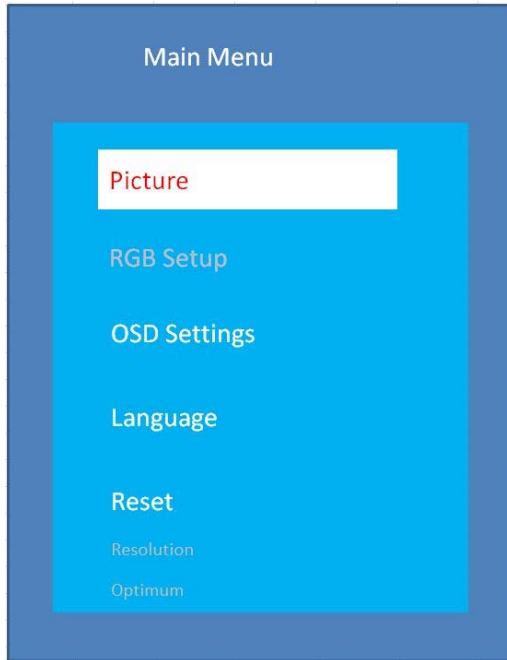 Main Menu
Picture
RGB Setup
OSD Settings
Language
Reset
Resolution
Optimum